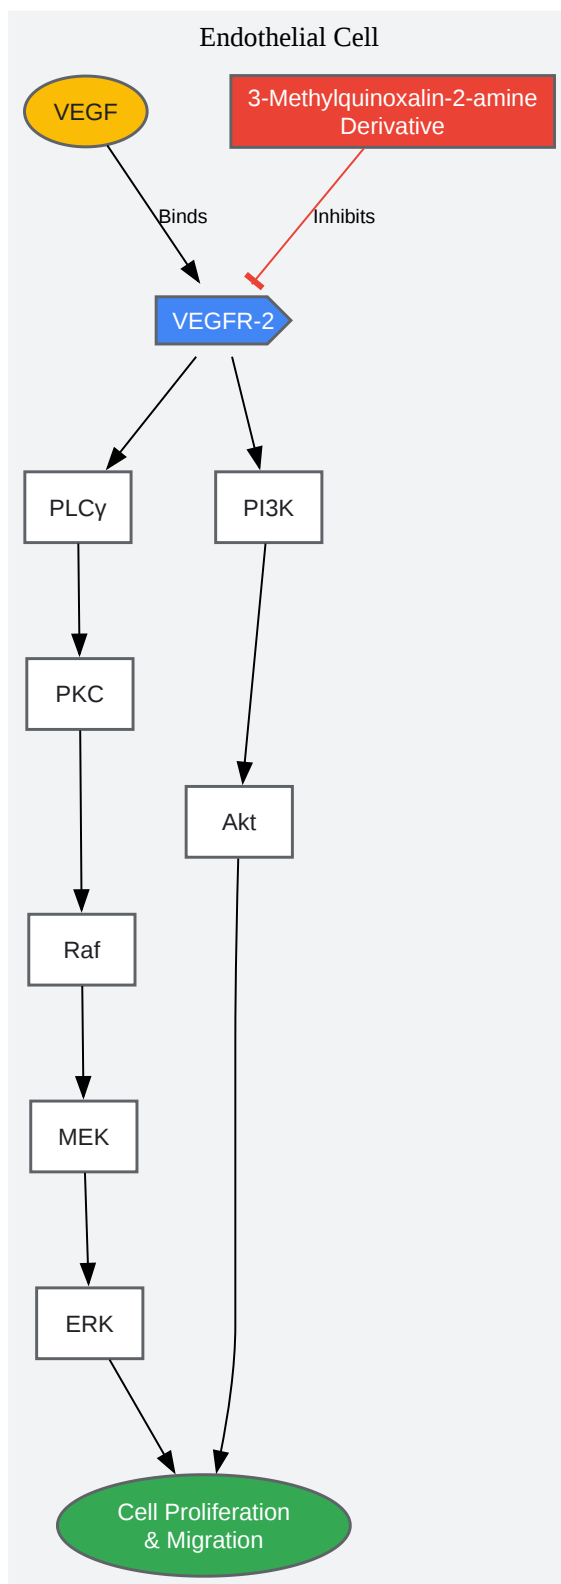 Endothelial Cell
VEGF
3-Methylquinoxalin-2-amine
Derivative
Binds
Inhibits
VEGFR-2
PLCγ
PI3K
PKC
Akt
Raf
MEK
ERK
Cell Proliferation
& Migration